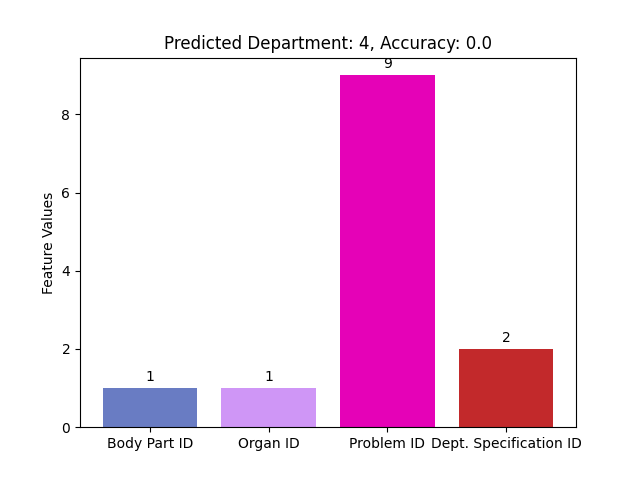 Predicted Department: 4, Accuracy: 0.0
9
8
6
4
2
0
Feature Values
1
1
2
Body Part ID
Organ ID
Problem ID
Dept. Specification ID